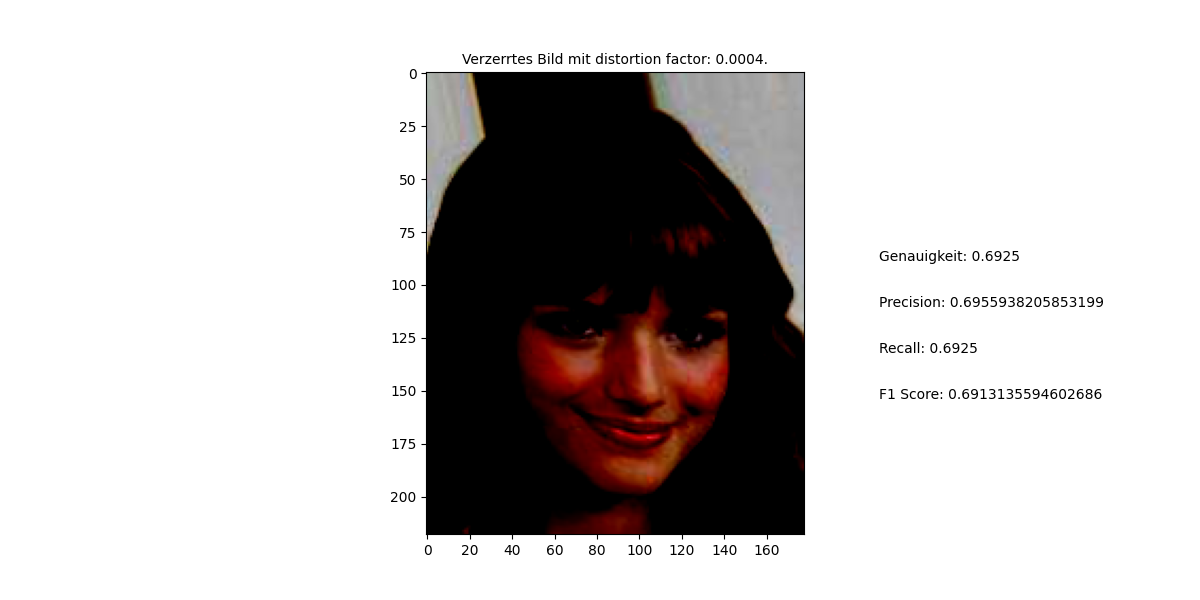 Verzerrtes Bild mit distortion factor: 0.0004.
0
25
50
75
100
125
150
175
200
0 20 40 60 80 100 120 140 160
Genauigkeit: 0.6925
Precision: 0.6955938205853199
Recall: 0.6925
F1 Score: 0.6913135594602686